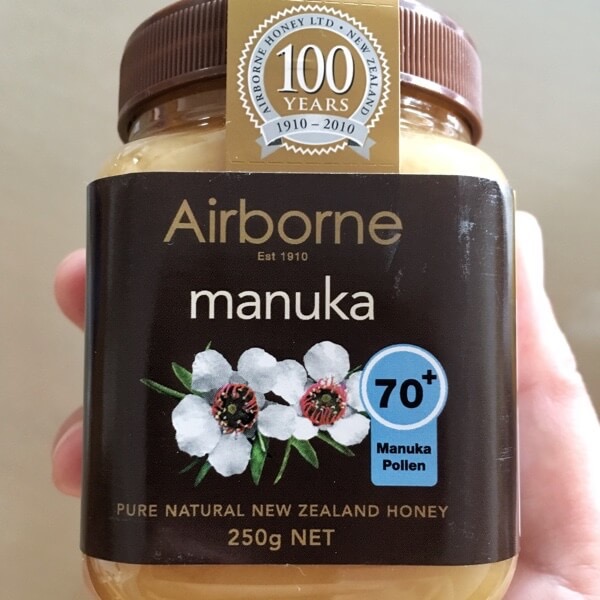 AIRBORNE HONEY LTD • NEW ZEALAND
100
YEARS
1910 – 2010
Airborne
Est 1910
manuka
70+
Manuka
Pollen
PURE NATURAL NEW ZEALAND HONEY
250g NET